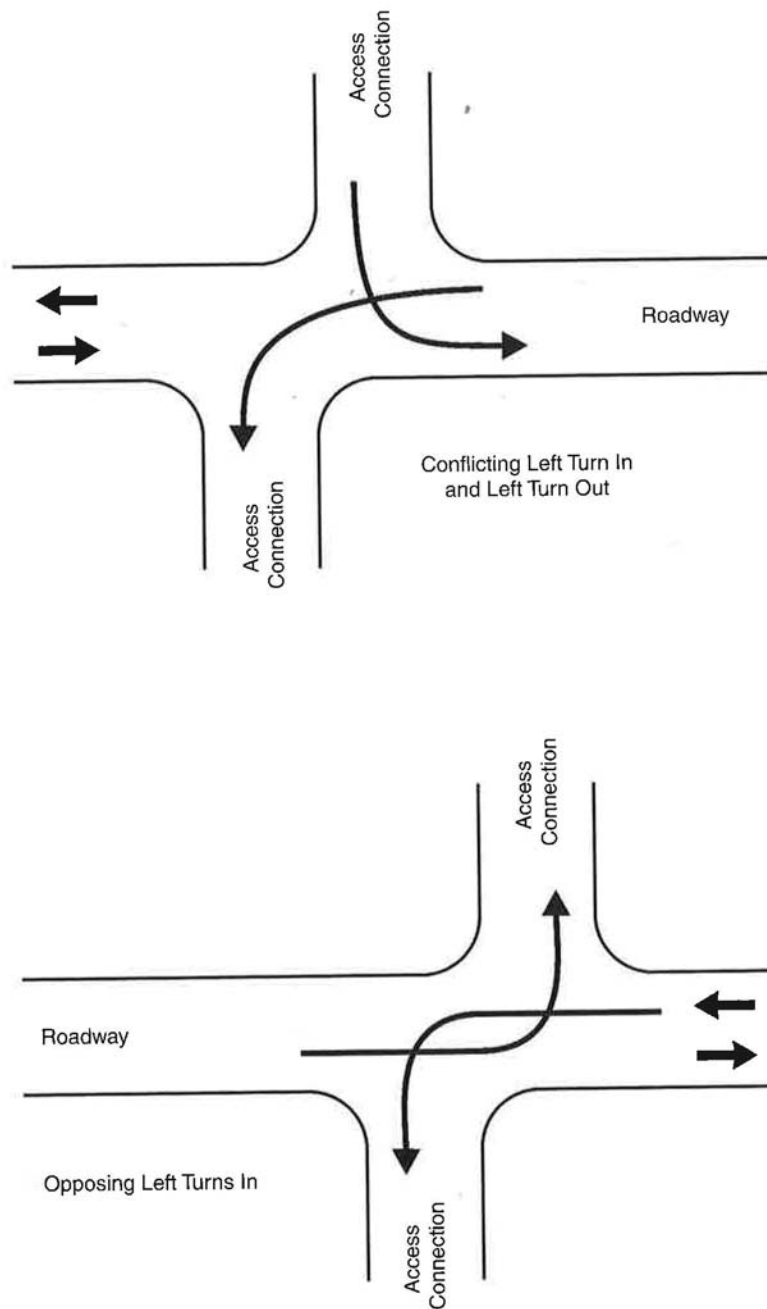 Access
Connection
Roadway
Conflicting Left Turn In
and Left Turn Out
Access
Connection
Access
Connection
Roadway
Opposing Left Turns In
Access
Connection